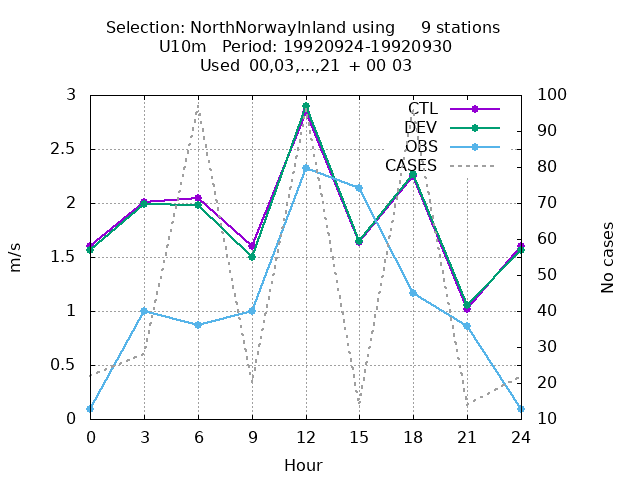 Selection: NorthNorwayInland using     9 stations
U10m   Period: 19920924-19920930
Used  00,03,...,21  + 00 03
CTL
DEV
OBS
CASES
3
2.5
2
1.5
1
0.5
0
100
90
80
70
60
50
40
30
20
10
m/s
No cases
0 3 6 9 12 15 18 21 24
Hour